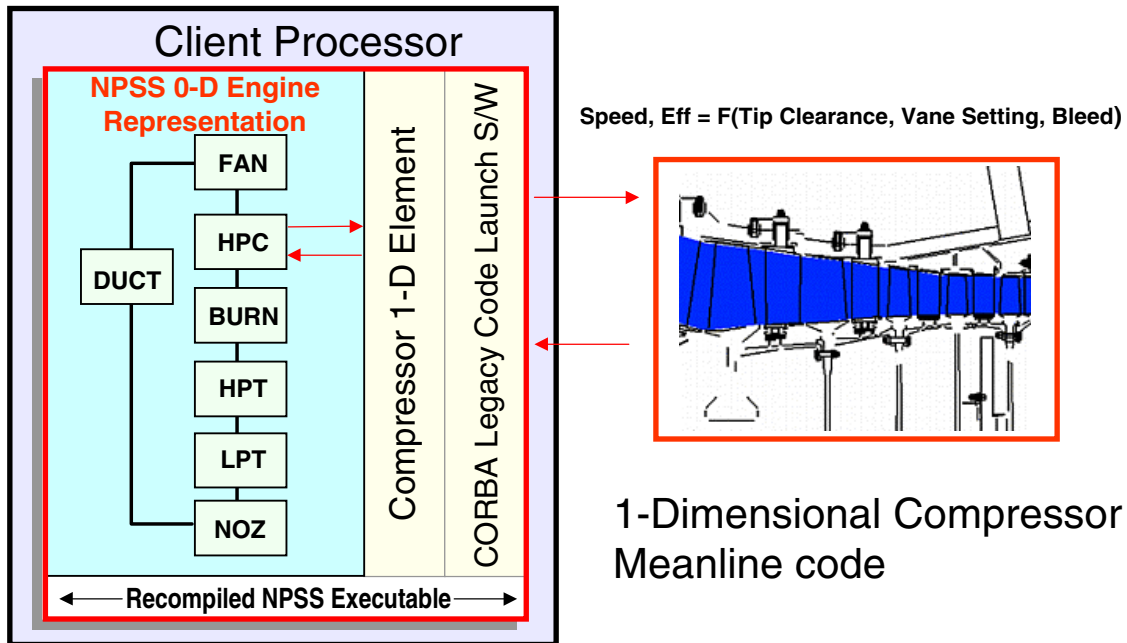 Client Processor
NPSS 0-D Engine
Representation
FAN
HPC
DUCT
BURN
HPT
LPT
NOZ
Compressor 1-D Element
CORBA Legacy Code Launch S/W
Recompiled NPSS Executable
Speed, Eff = F(Tip Clearance, Vane Setting, Bleed)
1-Dimensional Compressor
Meanline code